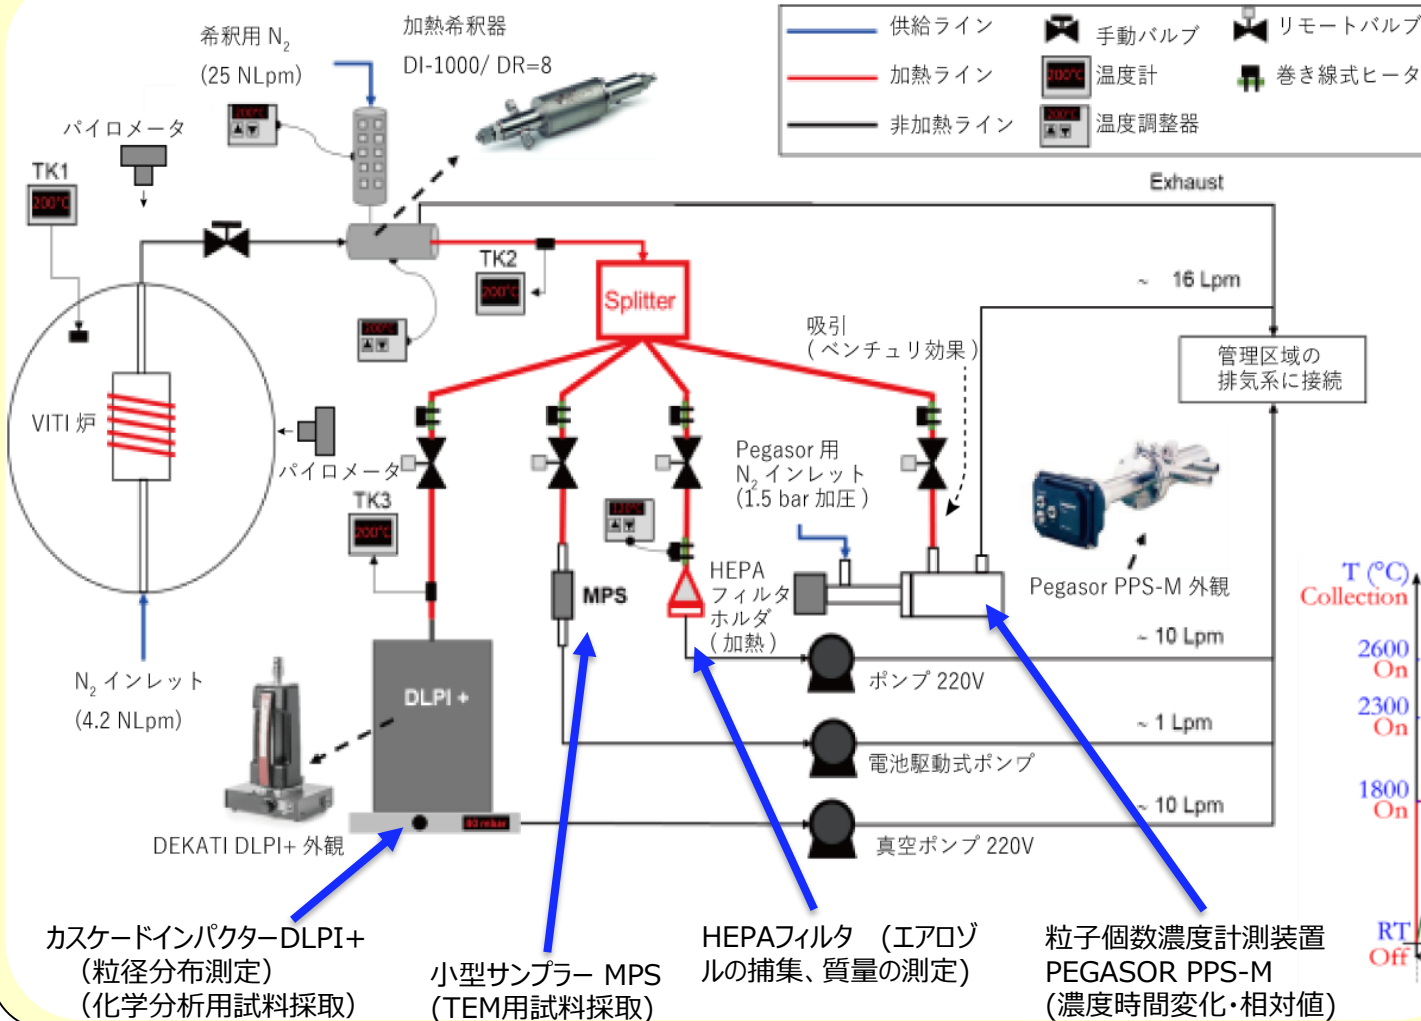 希釈用 N₂
(25 NLpm)
加熱希釈器
DI-1000/ DR=8
供給ライン
手動バルブ
リモートバルブ
加熱ライン
200°C
温度計
巻き線式ヒータ
非加熱ライン
200°C
温度調整器
パイロメータ
200°C
TK1
200°C
Exhaust
TK2
200°C
Splitter
~ 16 Lpm
200°C
吸引
(ベンチュリ効果)
管理区域の
排気系に接続
VITI 炉
パイロメータ
Pegasor 用
N₂ インレット
(1.5 bar 加圧)
TK3
200°C
120°C
HEPA
フィルタ
ホルダ
(加熱)
MPS
Pegasor PPS-M 外観
T (°C)
Collection
~ 10 Lpm
2600
On
ポンプ 220V
N₂ インレット
(4.2 NLpm)
DLPI +
2300
On
~ 1 Lpm
電池駆動式ポンプ
1800
On
~ 10 Lpm
80 mbar
真空ポンプ 220V
DEKATI DLPI+ 外観
RT
Off
カスケードインパクターDLPI+
(粒径分布測定)
(化学分析用試料採取)
小型サンプラー MPS
(TEM用試料採取)
HEPAフィルタ (エアロゾ
ルの捕集、質量の測定)
粒子個数濃度計測装置
PEGASOR PPS-M
(濃度時間変化・相対値)